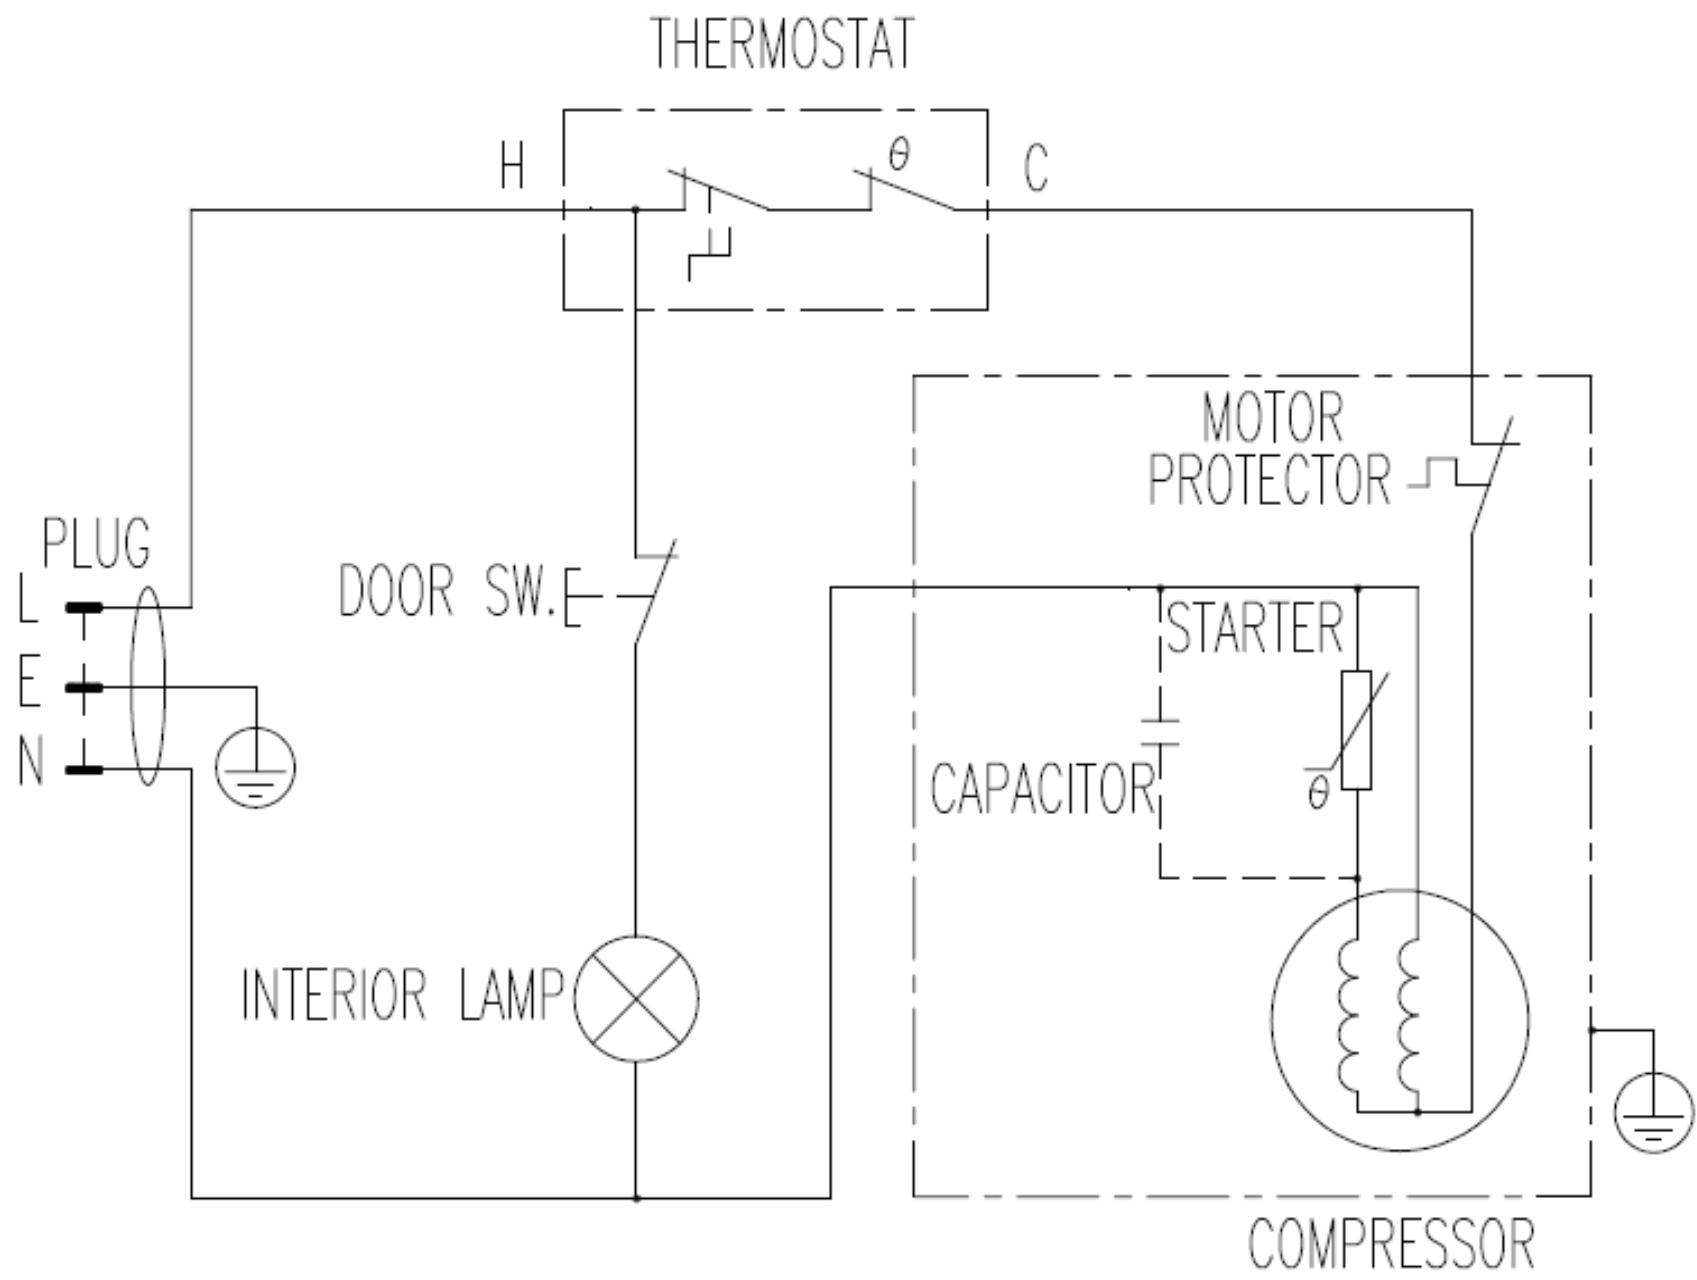 THERMOSTAT
H
θ
C
MOTOR
PROTECTOR
PLUG
L
DOOR SW.
STARTER
E
N
CAPACITOR
θ
INTERIOR LAMP
COMPRESSOR